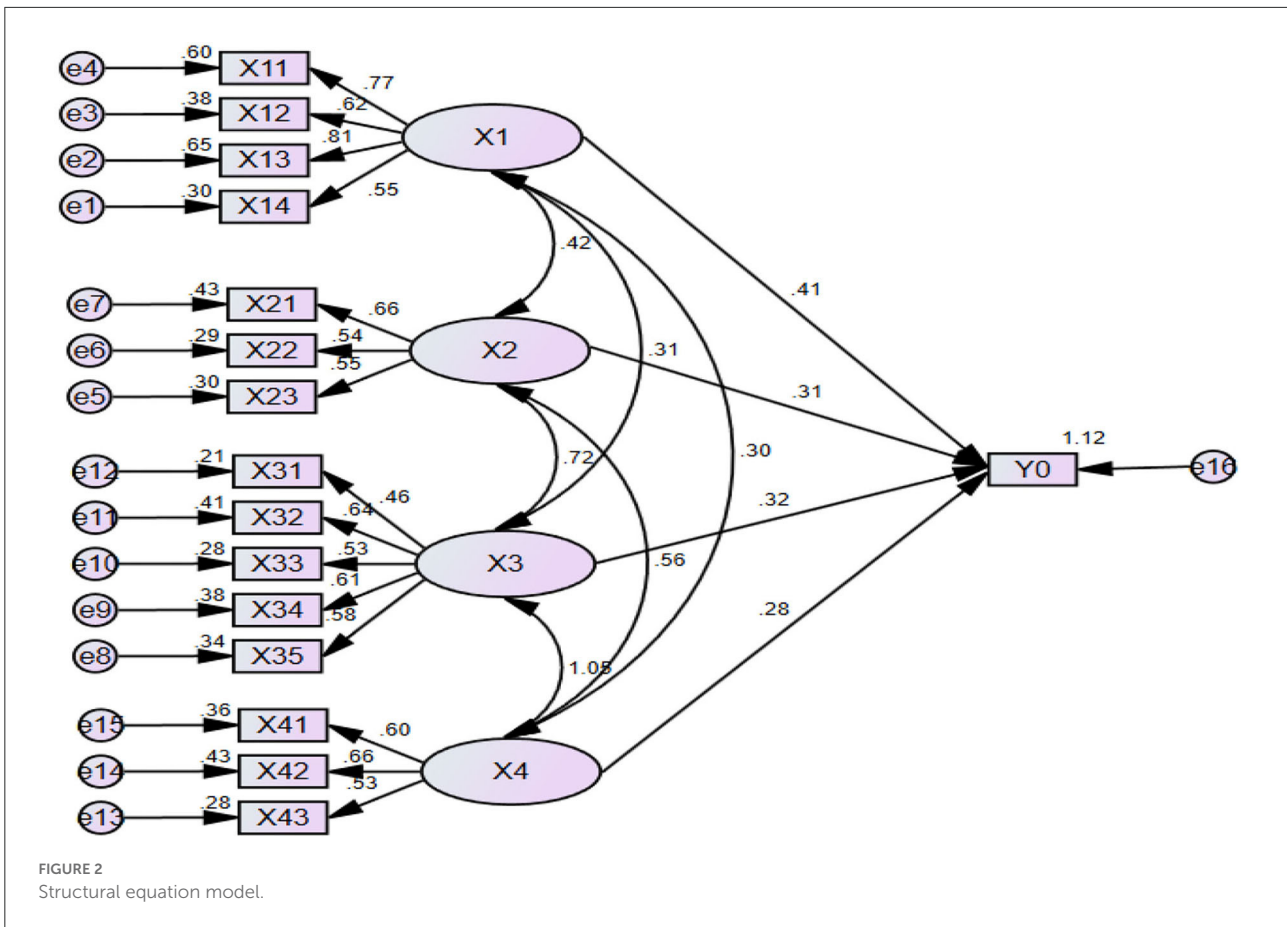 .60
e4 X11
.77
.38
e3 X12
.62
.65
e2 X13
.81
.30
e1 X14
.55
X1
.42
.41
.43
e7 X21
.66
.29
e6 X22
.54
.30
e5 X23
.55
X2
.31
.31
.72
.30
1.12
Y0 e16
.21
e12 X31
.46
.41
e11 X32
.64
.28
e10 X33
.53
.38
e9 X34
.61
.34
e8 X35
.58
X3
.32
.56
.28
1.05
.36
e15 X41
.60
.43
e14 X42
.66
.28
e13 X43
.53
X4
FIGURE 2
Structural equation model.